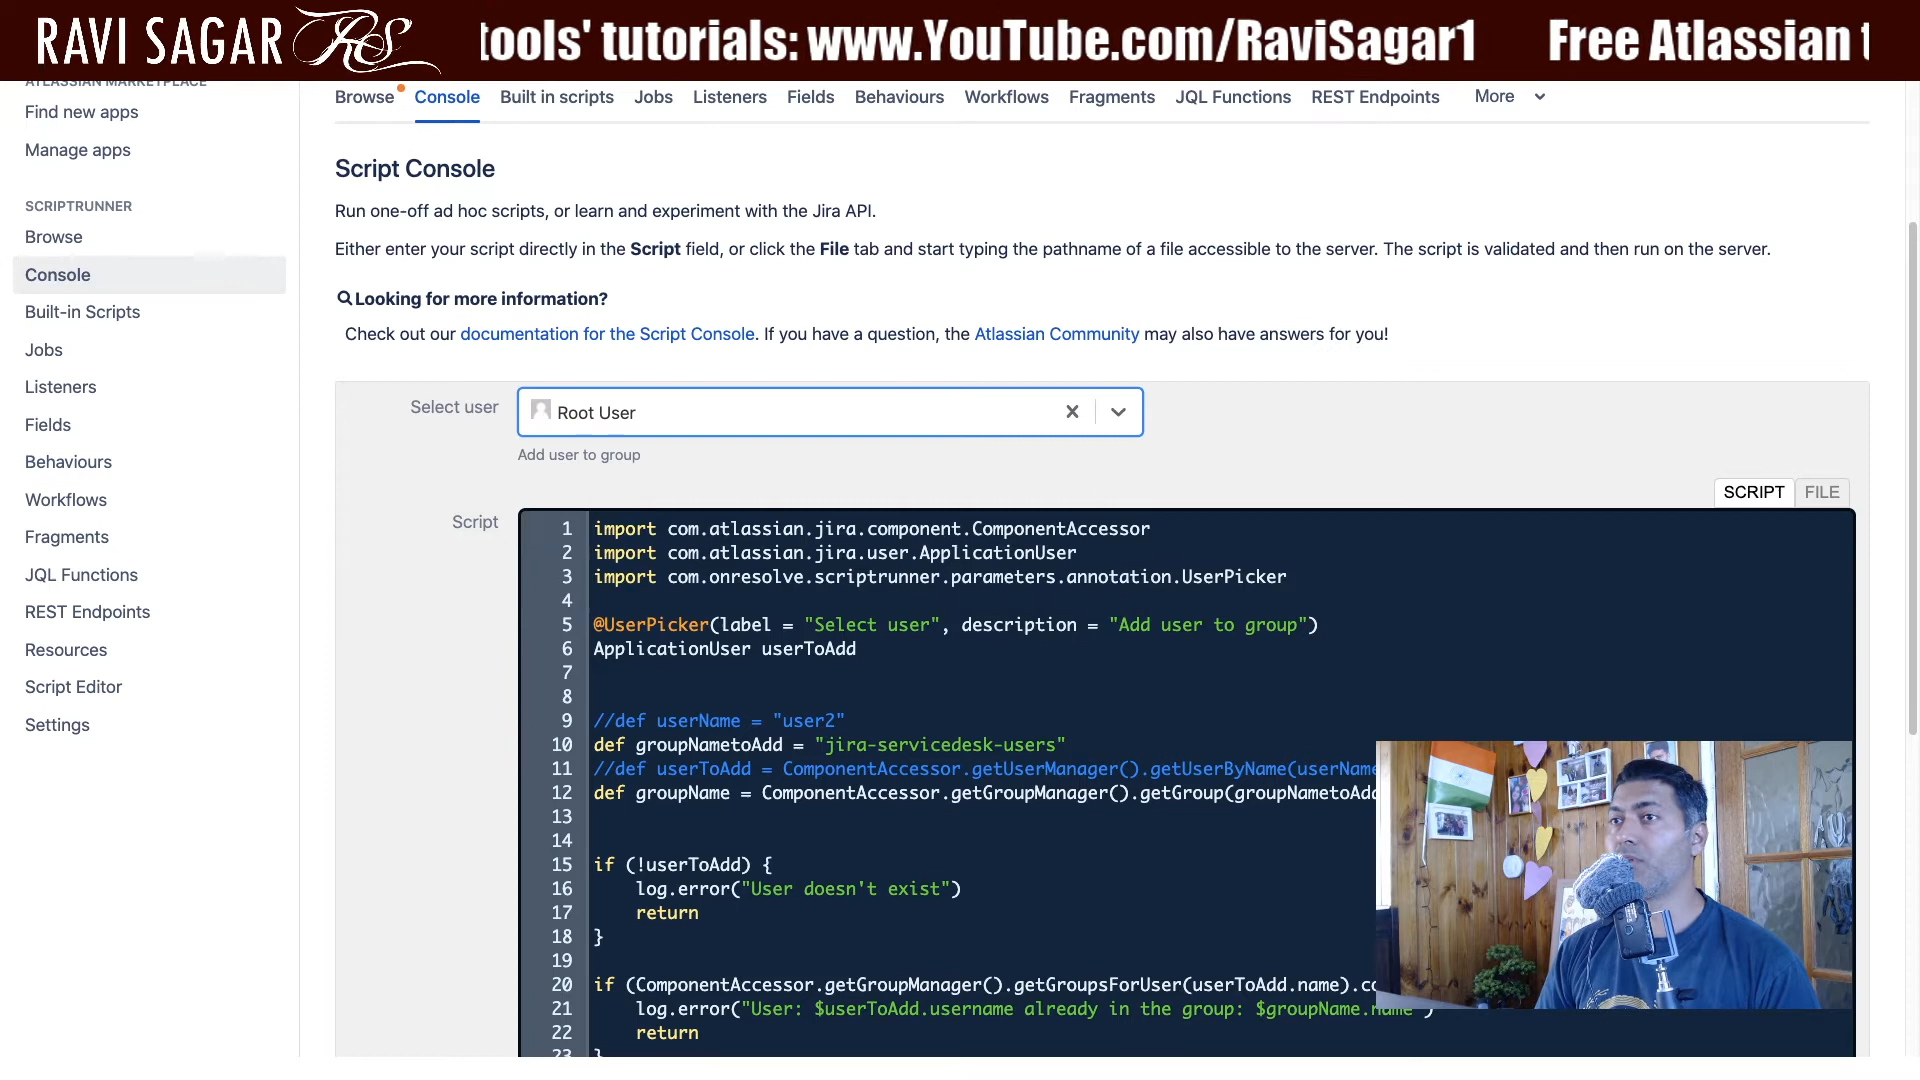 RAVI SAGAR RS
tools' tutorials: www.YouTube.com/RaviSagar1 Free Atlassian t
ATLASSIAN MARKETPLACE
Find new apps
Manage apps
SCRIPTRUNNER
Browse
Console
Built-in Scripts
Jobs
Listeners
Fields
Behaviours
Workflows
Fragments
JQL Functions
REST Endpoints
Resources
Script Editor
Settings
Browse Console Built in scripts Jobs Listeners Fields Behaviours Workflows Fragments JQL Functions REST Endpoints More
Script Console
Run one-off ad hoc scripts, or learn and experiment with the Jira API.
Either enter your script directly in the Script field, or click the File tab and start typing the pathname of a file accessible to the server. The script is validated and then run on the server.
Looking for more information?
Check out our documentation for the Script Console. If you have a question, the Atlassian Community may also have answers for you!
Select user Root User
Add user to group
SCRIPT FILE
Script
1 import com.atlassian.jira.component.ComponentAccessor
2 import com.atlassian.jira.user.ApplicationUser
3 import com.onresolve.scriptrunner.parameters.annotation.UserPicker
4
5 @UserPicker(label = "Select user", description = "Add user to group")
6 ApplicationUser userToAdd
7
8
9 //def userName = "user2"
10 def groupNametoAdd = "jira-servicedesk-users"
11 //def userToAdd = ComponentAccessor.getUserManager().getUserByName(userName
12 def groupName = ComponentAccessor.getGroupManager().getGroup(groupNametoAdd
13
14
15 if (!userToAdd) {
16 log.error("User doesn't exist")
17 return
18 }
19
20 if (ComponentAccessor.getGroupManager().getGroupsForUser(userToAdd.name).co
21 log.error("User: $userToAdd.username already in the group: $groupName.name")
22 return
23 }